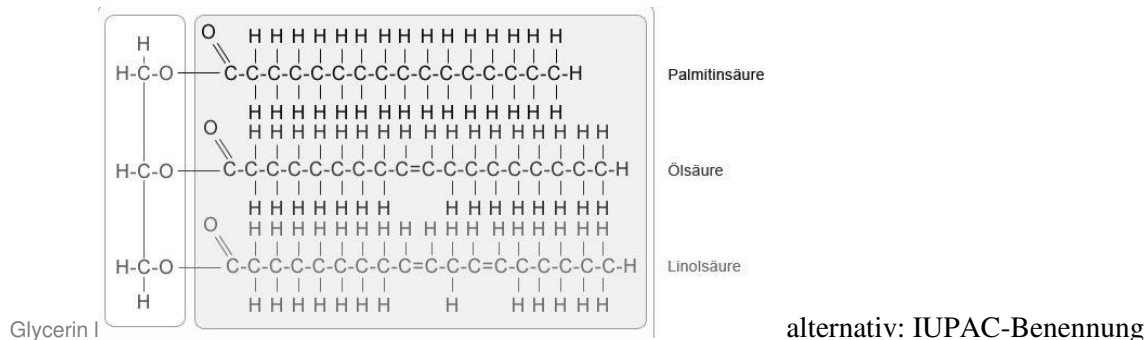 H
O H H H H H H H H H H H H H H H
H-C-O C-C-C-C-C-C-C-C-C-C-C-C-C-C-C-C-H Palmitinsäure
H H H H H H H H H H H H H H H
O H H H H H H H H H H H H H H H H H
H-C-O C-C-C-C-C-C-C-C-C=C-C-C-C-C-C-C-C-C-H Ölsäure
H H H H H H H H H H H H H H H
O H H H H H H H H H H H H H H H H H
H-C-O C-C-C-C-C-C-C-C-C=C-C-C=C-C-C-C-C-C-H Linolsäure
H H H H H H H H H H H H H H
Glycerin l alternativ: IUPAC-Benennung